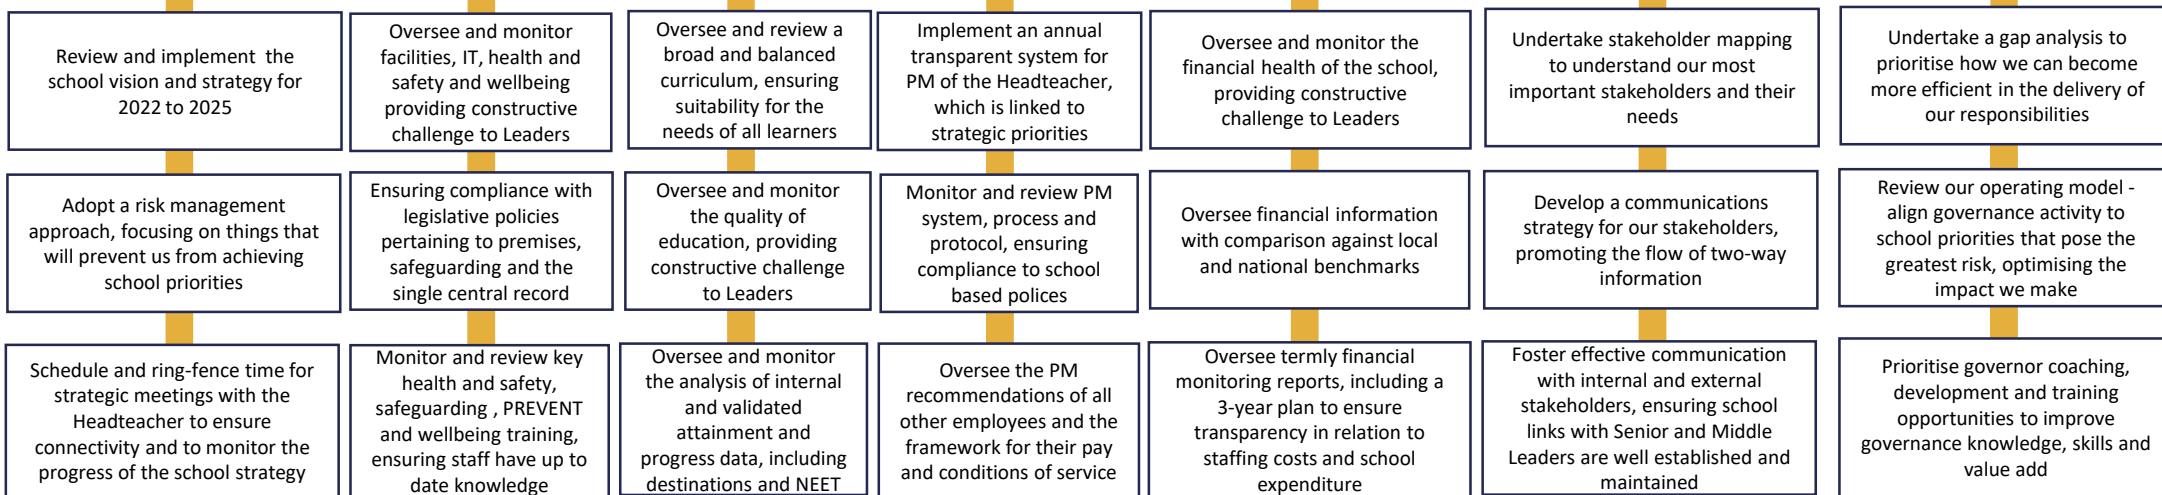 Review and implement the
school vision and strategy for
2022 to 2025
Oversee and monitor
facilities, IT, health and
safety and wellbeing
providing constructive
challenge to Leaders
Oversee and review a
broad and balanced
curriculum, ensuring
suitability for the
needs of all learners
Implement an annual
transparent system for
PM of the Headteacher,
which is linked to
strategic priorities
Oversee and monitor the
financial health of the school,
providing constructive
challenge to Leaders
Undertake stakeholder mapping
to understand our most
important stakeholders and their
needs
Undertake a gap analysis to
prioritise how we can become
more efficient in the delivery of
our responsibilities
Adopt a risk management
approach, focusing on things that
will prevent us from achieving
school priorities
Ensuring compliance with
legislative policies
pertaining to premises,
safeguarding and the
single central record
Oversee and monitor
the quality of
education, providing
constructive challenge
to Leaders
Monitor and review PM
system, process and
protocol, ensuring
compliance to school
based polices
Oversee financial information
with comparison against local
and national benchmarks
Develop a communications
strategy for our stakeholders,
promoting the flow of two-way
information
Review our operating model -
align governance activity to
school priorities that pose the
greatest risk, optimising the
impact we make
Schedule and ring-fence time for
strategic meetings with the
Headteacher to ensure
connectivity and to monitor the
progress of the school strategy
Monitor and review key
health and safety,
safeguarding , PREVENT
and wellbeing training,
ensuring staff have up to
date knowledge
Oversee and monitor
the analysis of internal
and validated
attainment and
progress data, including
destinations and NEET
Oversee the PM
recommendations of all
other employees and the
framework for their pay
and conditions of service
Oversee termly financial
monitoring reports, including a
3-year plan to ensure
transparency in relation to
staffing costs and school
expenditure
Foster effective communication
with internal and external
stakeholders, ensuring school
links with Senior and Middle
Leaders are well established and
maintained
Prioritise governor coaching,
development and training
opportunities to improve
governance knowledge, skills and
value add